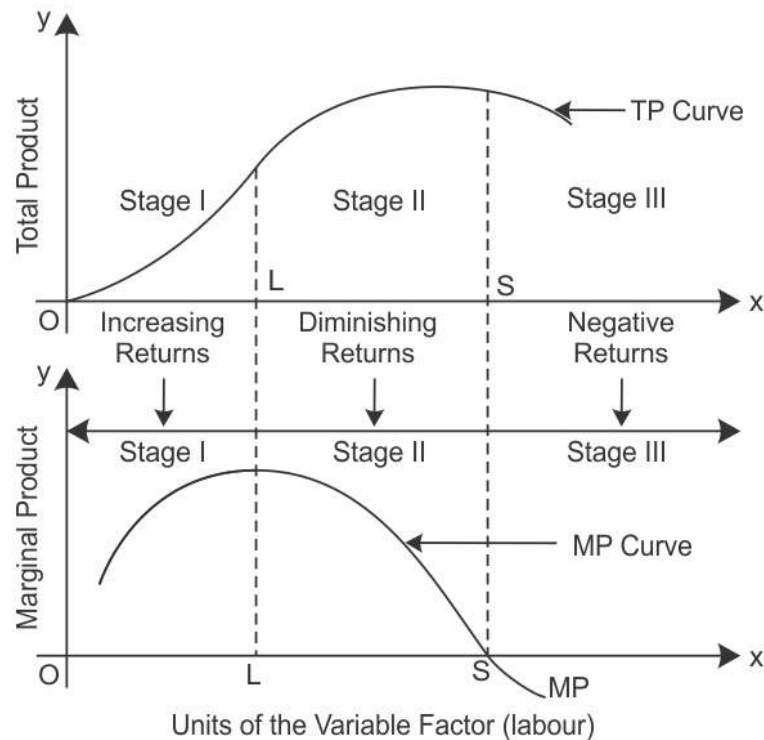 y
Total Product
TP Curve
Stage I
Stage II
Stage III
L
S
O
x
Increasing
Returns
Diminishing
Returns
Negative
Returns
y
Marginal Product
Stage I
Stage II
Stage III
MP Curve
O
L
S
x
MP
Units of the Variable Factor (labour)